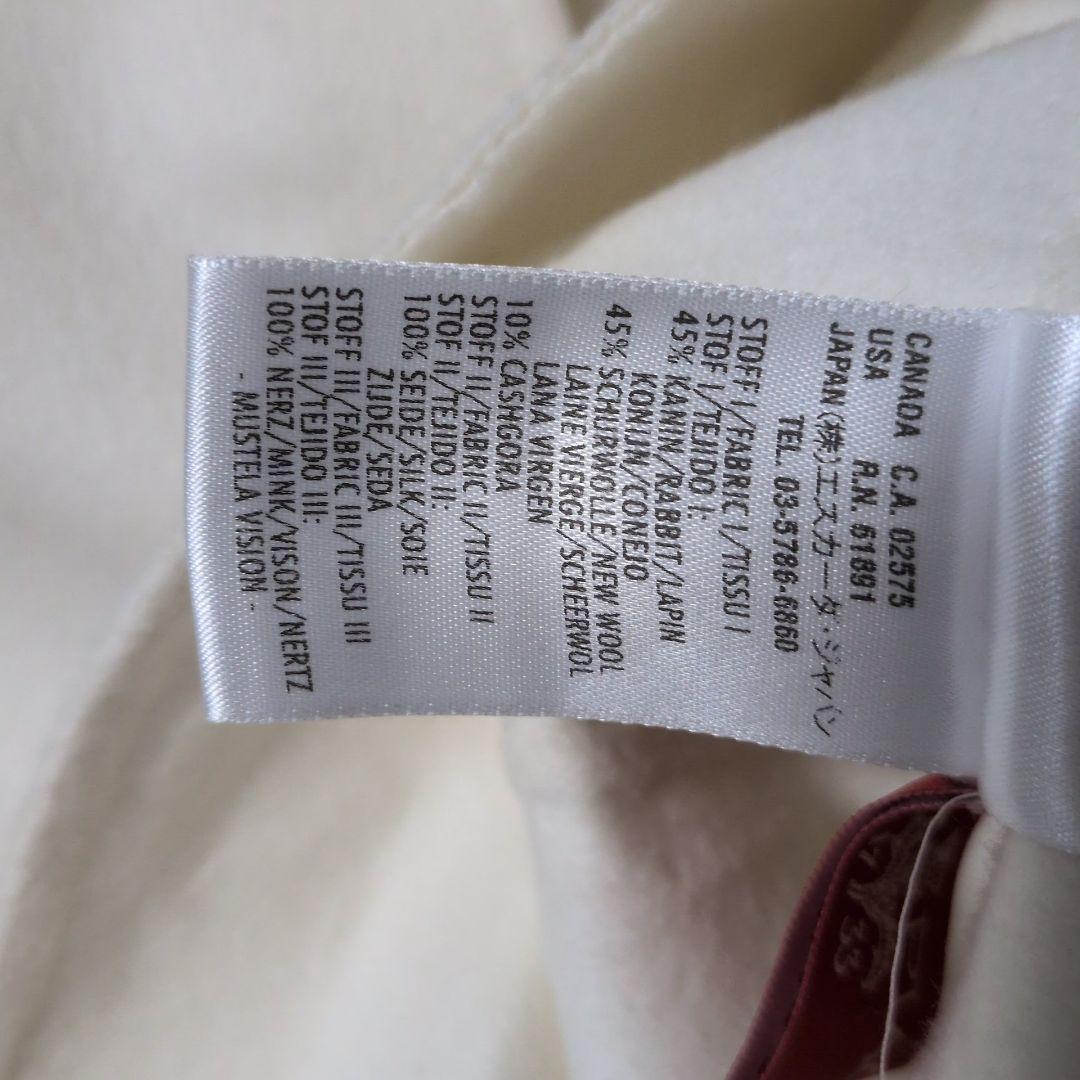 CANADA C.A. 02575
USA R.N. 61891
JAPAN(株)エスカーダ・ジャパン
TEL. 03-5786-6860
STOFF I/FABRIC I/TISSU I
STOF I/TEJIDO I:
45% KANIN/RABBIT/LAPIN
KONIJN/CONEJO
45% SCHURWOLLE/NEW WOOL
LAINE VIERGE/SCHEERWOL
LANA VIRGEN
10% CASHGORA
STOFF II/FABRIC II/TISSU II
STOF II/TEJIDO II:
100% SEIDE/SILK/SOIE
ZIJDE/SEDA
STOFF III/FABRIC III/TISSU III
STOF III/TEJIDO III:
100% NERZ/MINK/VISON/NERTZ
- MUSTELA VISION -